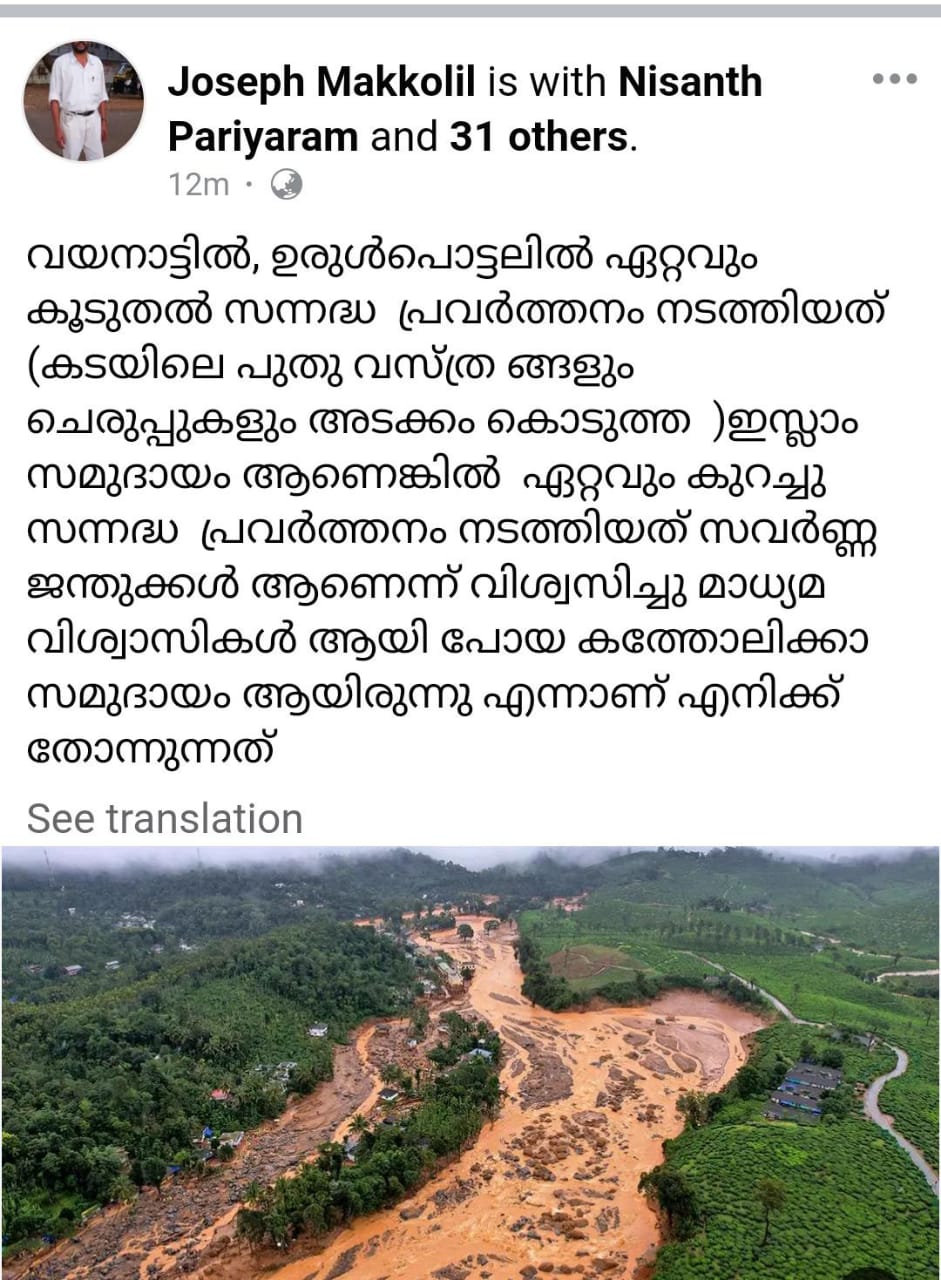 Joseph Makkolil is with Nisanth
Pariyaram and 31 others.
12m ·
വയനാട്ടിൽ, ഉരുൾപൊട്ടലിൽ ഏറ്റവും
കൂടുതൽ സന്നദ്ധ പ്രവർത്തനം നടത്തിയത്
(കടയിലെ പുതു വസ്ത്ര ങ്ങളും
ചെരുപ്പുകളും അടക്കം കൊടുത്ത )ഇസ്ലാം
സമുദായം ആണെങ്കിൽ ഏറ്റവും കുറച്ചു
സന്നദ്ധ പ്രവർത്തനം നടത്തിയത് സവർണ്ണ
ജന്തുക്കൾ ആണെന്ന് വിശ്വസിച്ചു മാധ്യമ
വിശ്വാസികൾ ആയി പോയ കത്തോലിക്കാ
സമുദായം ആയിരുന്നു എന്നാണ് എനിക്ക്
തോന്നുന്നത്
See translation